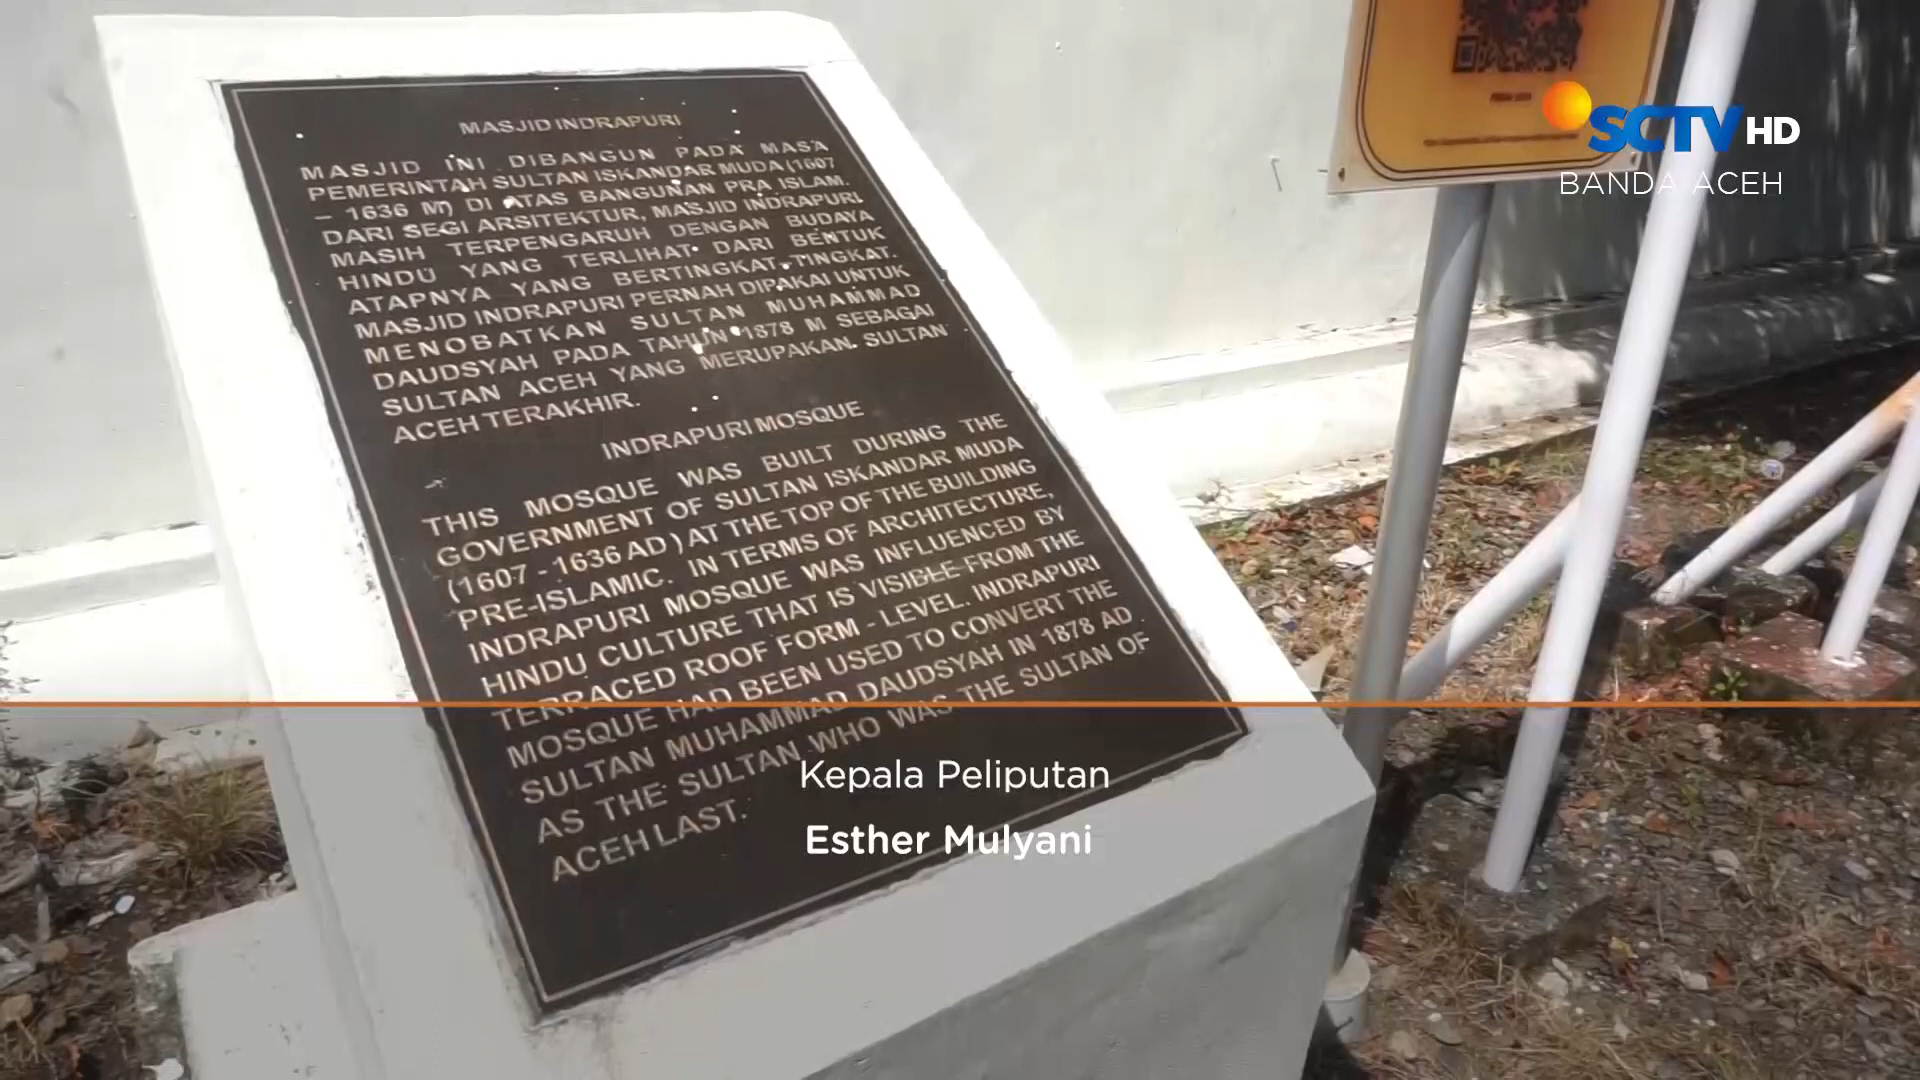 MASJID INDRAPURI
MASJID INI DIBANGUN PADA MASA
PEMERINTAH SULTAN ISKANDAR MUDA (1607
– 1636 M) DI ATAS BANGUNAN PRA ISLAM.
DARI SEGI ARSITEKTUR, MASJID INDRAPURI
MASIH TERPENGARUH DENGAN BUDAYA
HINDU YANG TERLIHAT DARI BENTUK
ATAPNYA YANG BERTINGKAT-TINGKAT.
MASJID INDRAPURI PERNAH DIPAKAI UNTUK
MENOBATKAN SULTAN MUHAMMAD
DAUDSYAH PADA TAHUN 1878 M SEBAGAI
SULTAN ACEH YANG MERUPAKAN SULTAN
ACEH TERAKHIR.
INDRAPURI MOSQUE
THIS MOSQUE WAS BUILT DURING THE
GOVERNMENT OF SULTAN ISKANDAR MUDA
(1607 - 1636 AD ) AT THE TOP OF THE BUILDING
PRE-ISLAMIC. IN TERMS OF ARCHITECTURE,
INDRAPURI MOSQUE WAS INFLUENCED BY
HINDU CULTURE THAT IS VISIBLE FROM THE
TERRACED ROOF FORM - LEVEL. INDRAPURI
MOSQUE HAD BEEN USED TO CONVERT THE
SULTAN MUHAMMAD DAUDSYAH IN 1878 AD
AS THE SULTAN WHO WAS THE SULTAN OF
ACEH LAST.
SCTV HD
BANDA ACEH
Kepala Peliputan
Esther Mulyani